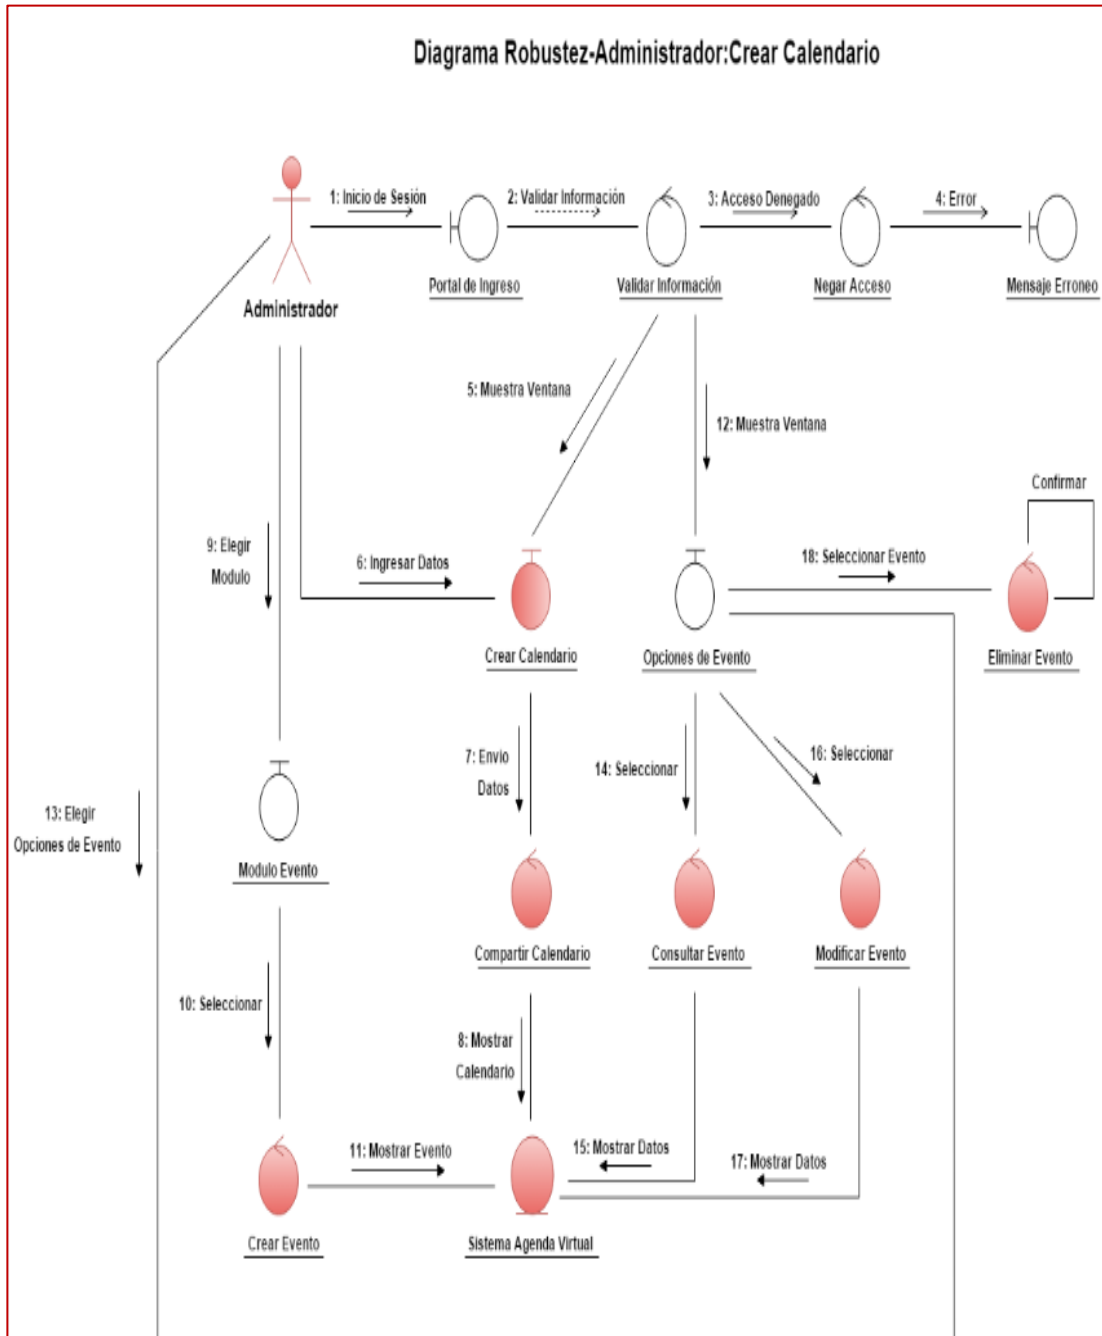 Diagrama Robustez-Administrador:Crear Calendario
1: Inicio de Sesión
2: Validar Información
3: Acceso Denegado
4: Error
Portal de Ingreso
Validar Información
Negar Acceso
Mensaje Erroneo
Administrador
5: Muestra Ventana
12: Muestra Ventana
Confirmar
9: Elegir
Modulo
6: Ingresar Datos
18: Seleccionar Evento
Crear Calendario
Opciones de Evento
Eliminar Evento
7: Envio
Datos
14: Seleccionar
16: Seleccionar
13: Elegir
Opciones de Evento
Modulo Evento
Compartir Calendario
Consultar Evento
Modificar Evento
10: Seleccionar
8: Mostrar
Calendario
11: Mostrar Evento
15: Mostrar Datos
17: Mostrar Datos
Crear Evento
Sistema Agenda Virtual